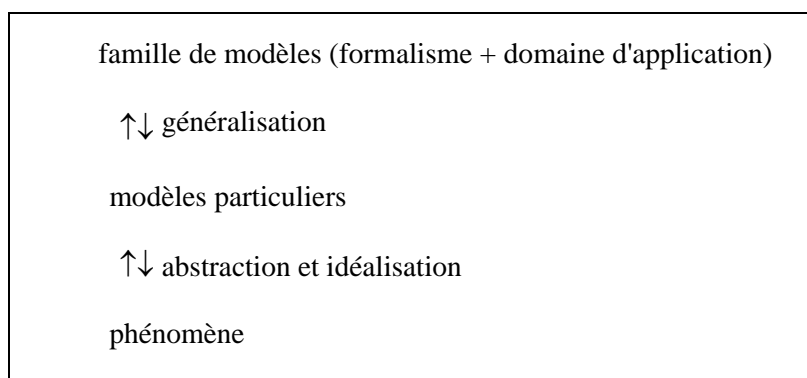 famille de modèles (formalisme + domaine d'application)
↑↓ généralisation
modèles particuliers
↑↓ abstraction et idéalisation
phénomène